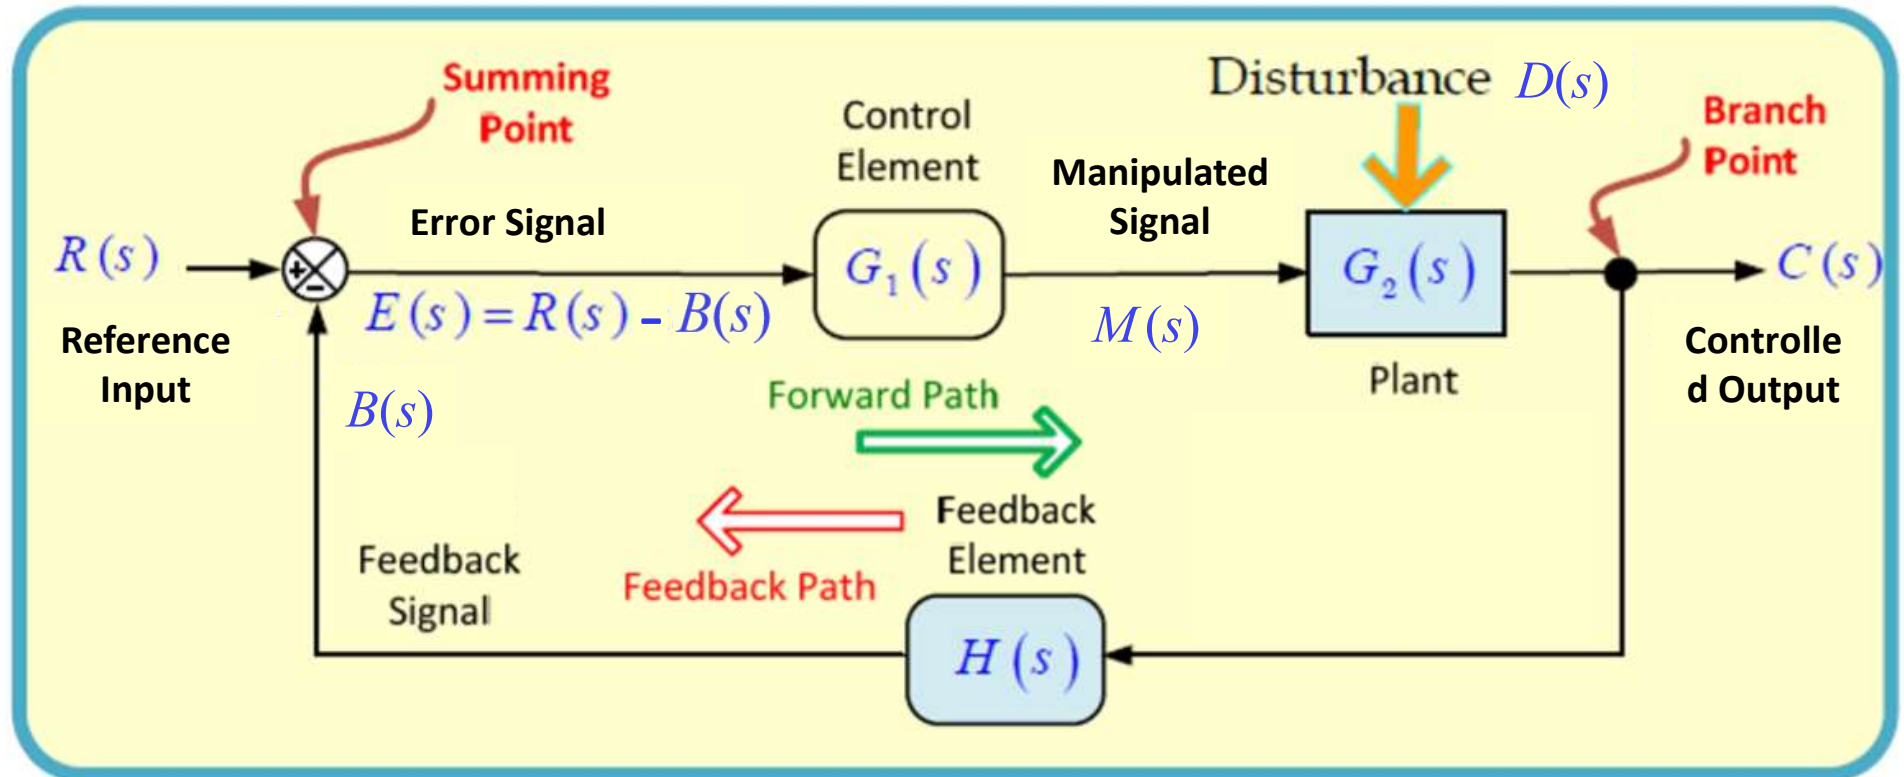 Summing
Point
Disturbance D(s)
Branch
Point
Control
Element
Manipulated
Signal
Error Signal
R(s)
+
−
E(s) = R(s) − B(s)
G₁(s)
M(s)
G₂(s)
C(s)
Reference
Input
Plant
Controlle
d Output
B(s)
Forward Path
Feedback
Element
Feedback Path
Feedback
Signal
H(s)